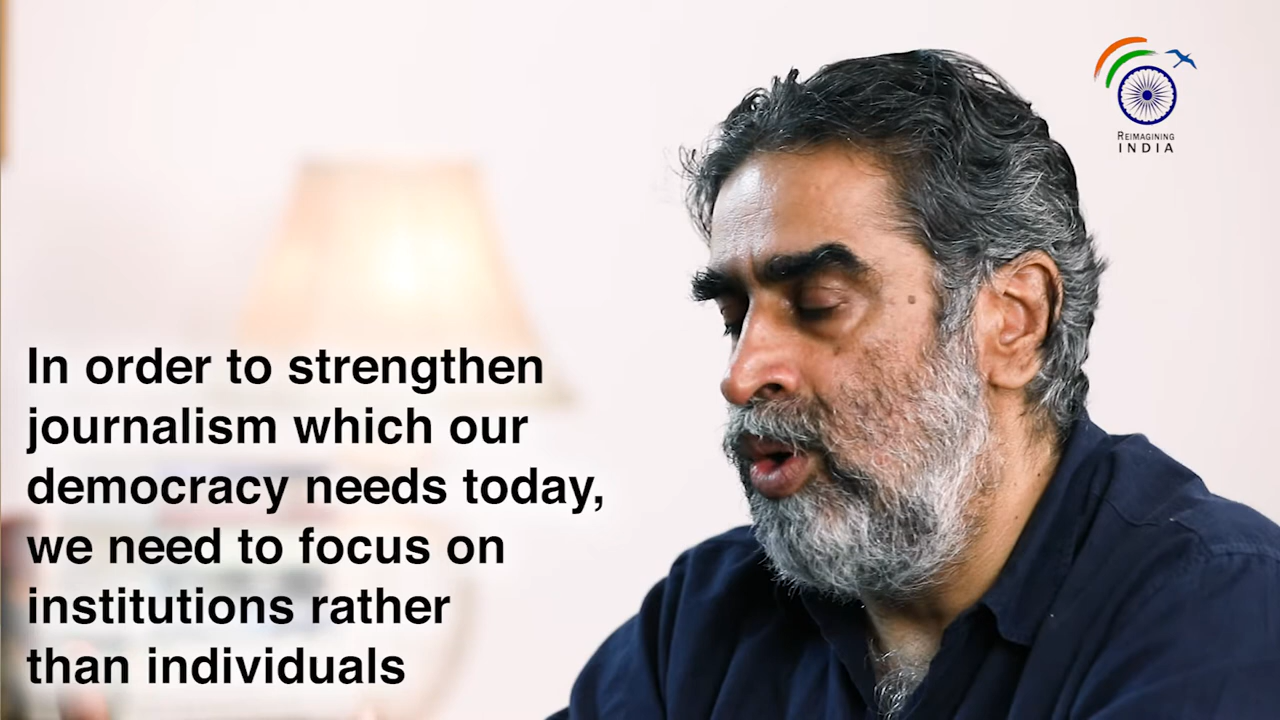 REIMAGINING
INDIA
In order to strengthen
journalism which our
democracy needs today,
we need to focus on
institutions rather
than individuals